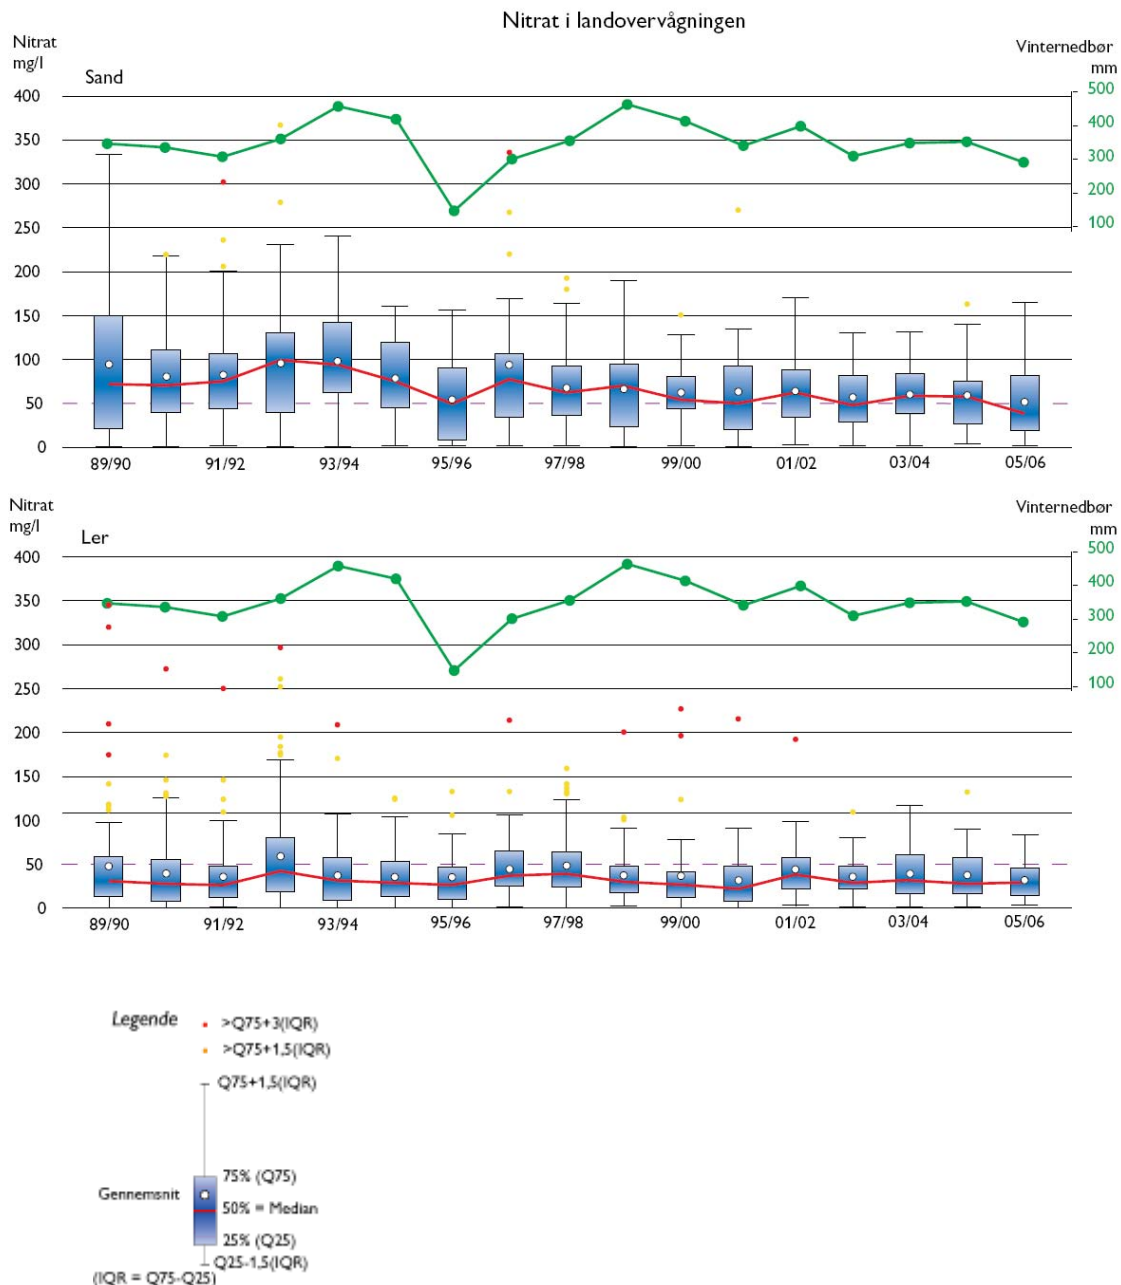 Nitrat i landovervågningen
Nitrat
mg/l
Vinternedbør
mm
Sand
400
350
300
250
200
150
100
50
0
500
400
300
200
100
89/90
91/92
93/94
95/96
97/98
99/00
01/02
03/04
05/06
Nitrat
mg/l
Vinternedbør
mm
Ler
400
350
300
250
200
150
100
50
0
500
400
300
200
100
89/90
91/92
93/94
95/96
97/98
99/00
01/02
03/04
05/06
Legende
>Q75+3(IQR)
>Q75+1,5(IQR)
Q75+1,5(IQR)
75% (Q75)
Gennemsnit
50% = Median
25% (Q25)
Q25-1,5(IQR)
(IQR = Q75-Q25)